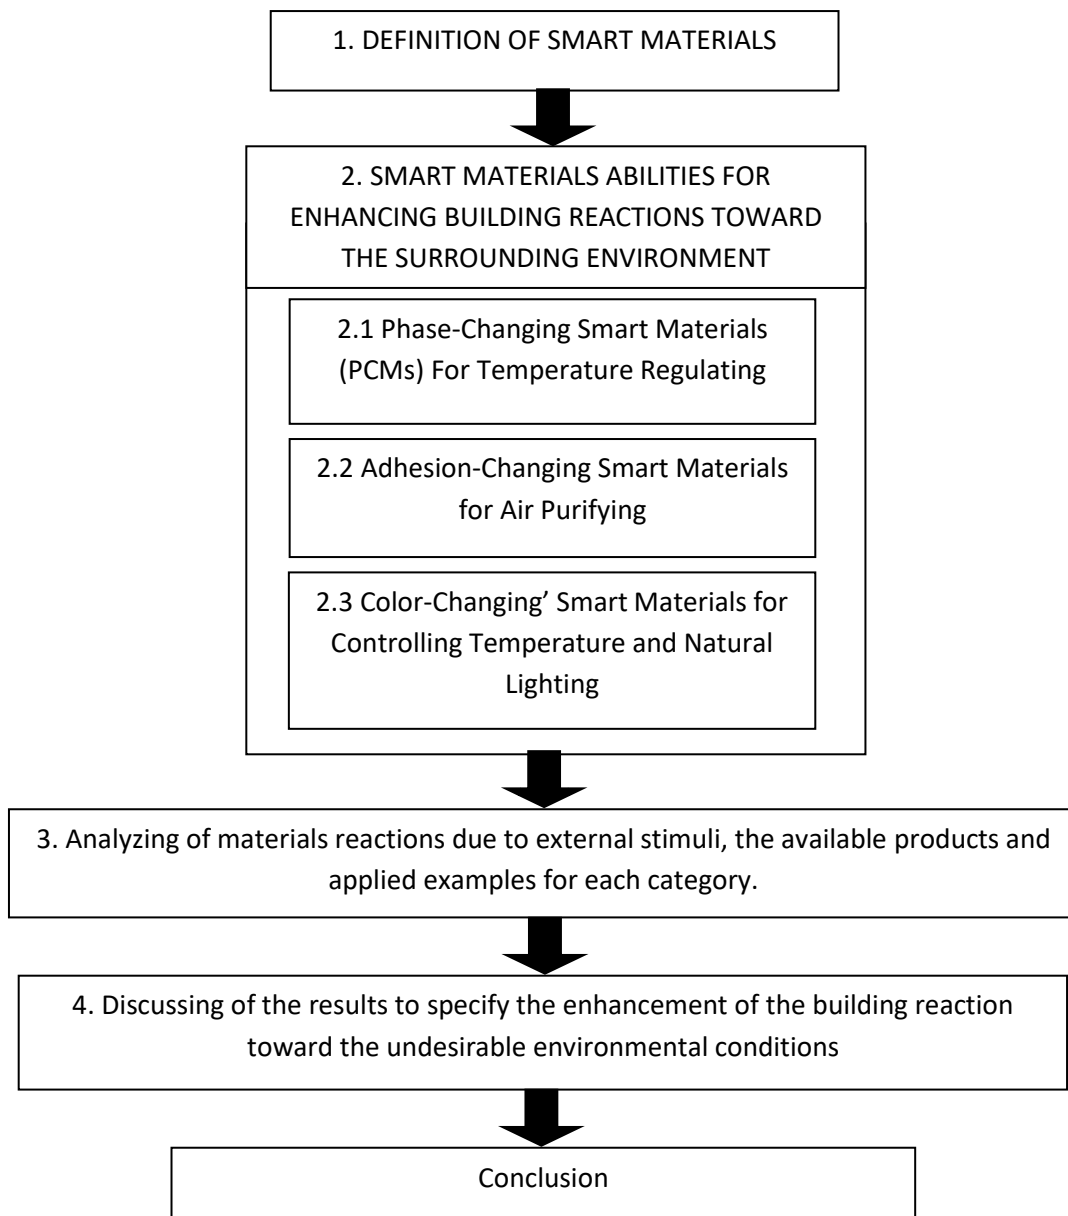 1. DEFINITION OF SMART MATERIALS
2. SMART MATERIALS ABILITIES FOR
ENHANCING BUILDING REACTIONS TOWARD
THE SURROUNDING ENVIRONMENT
2.1 Phase-Changing Smart Materials
(PCMs) For Temperature Regulating
2.2 Adhesion-Changing Smart Materials
for Air Purifying
2.3 Color-Changing’ Smart Materials for
Controlling Temperature and Natural
Lighting
3. Analyzing of materials reactions due to external stimuli, the available products and
applied examples for each category.
4. Discussing of the results to specify the enhancement of the building reaction
toward the undesirable environmental conditions
Conclusion